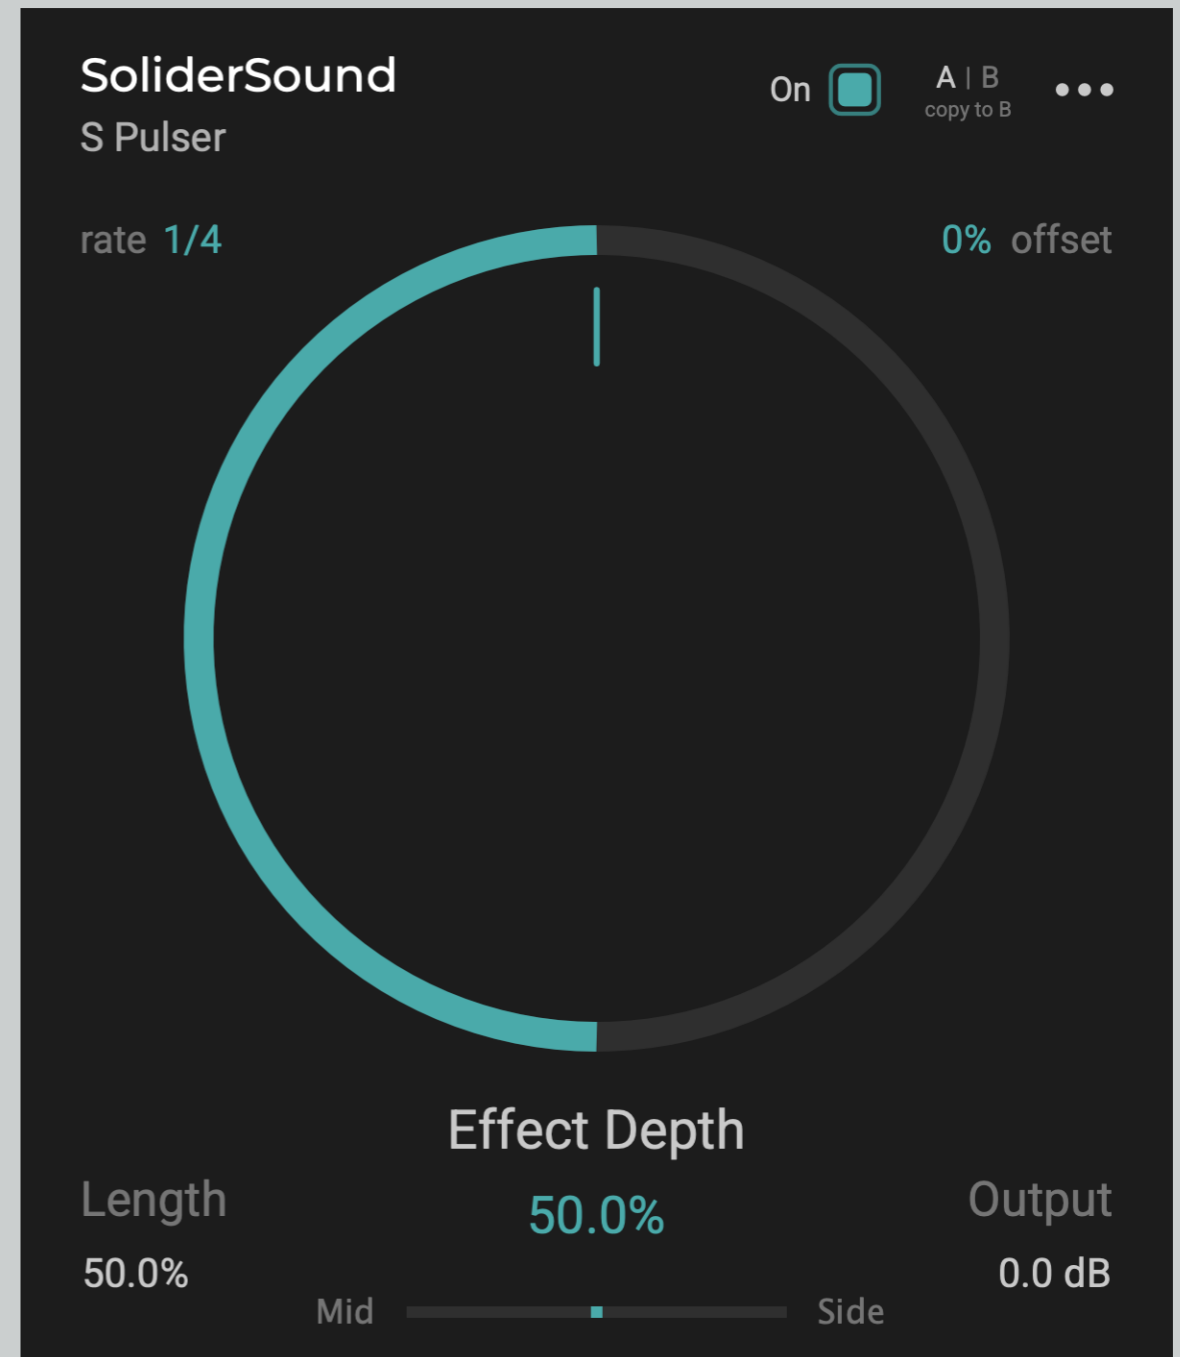 SoliderSound
S Pulser
On
A | B
copy to B
rate 1/4
0% offset
Effect Depth
50.0%
Length
50.0%
Output
0.0 dB
Mid
Side